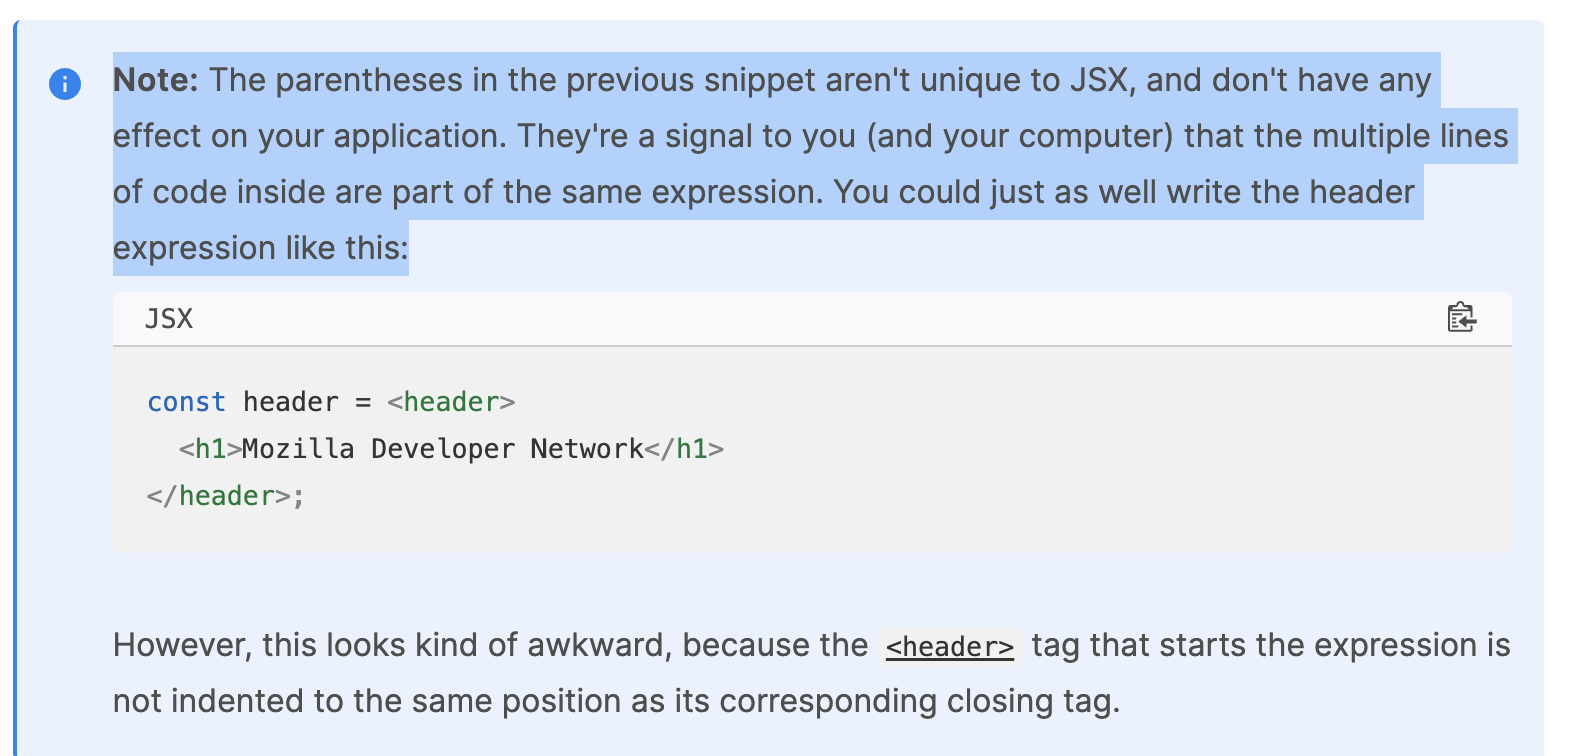 Note: The parentheses in the previous snippet aren't unique to JSX, and don't have any
effect on your application. They're a signal to you (and your computer) that the multiple lines
of code inside are part of the same expression. You could just as well write the header
expression like this:
JSX
const header = <header>
  <h1>Mozilla Developer Network</h1>
</header>;
However, this looks kind of awkward, because the <header> tag that starts the expression is
not indented to the same position as its corresponding closing tag.